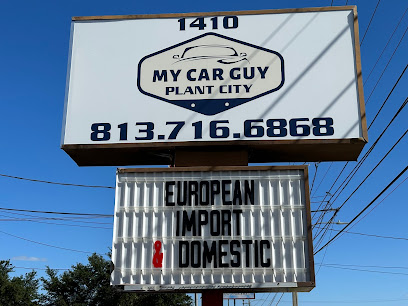 1410
MY CAR GUY
PLANT CITY
813.716.6868
EUROPEAN
IMPORT
& DOMESTIC